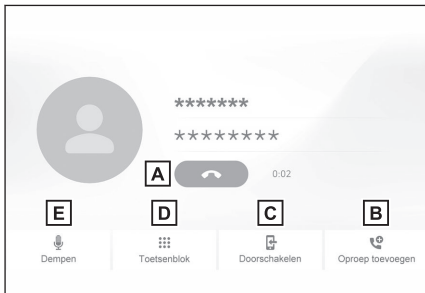 *******
********
A
0:02
E
D
C
B
Dempen
Toetsenblok
Doorschakelen
Oproep toevoegen